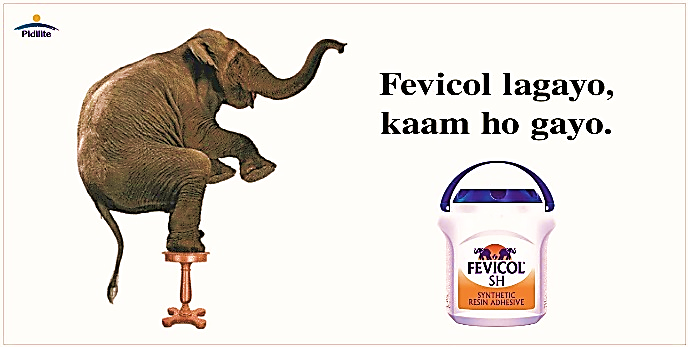 Pidilite
Fevicol lagayo,
kaam ho gayo.
FEVICOL
SH
SYNTHETIC
RESIN ADHESIVE